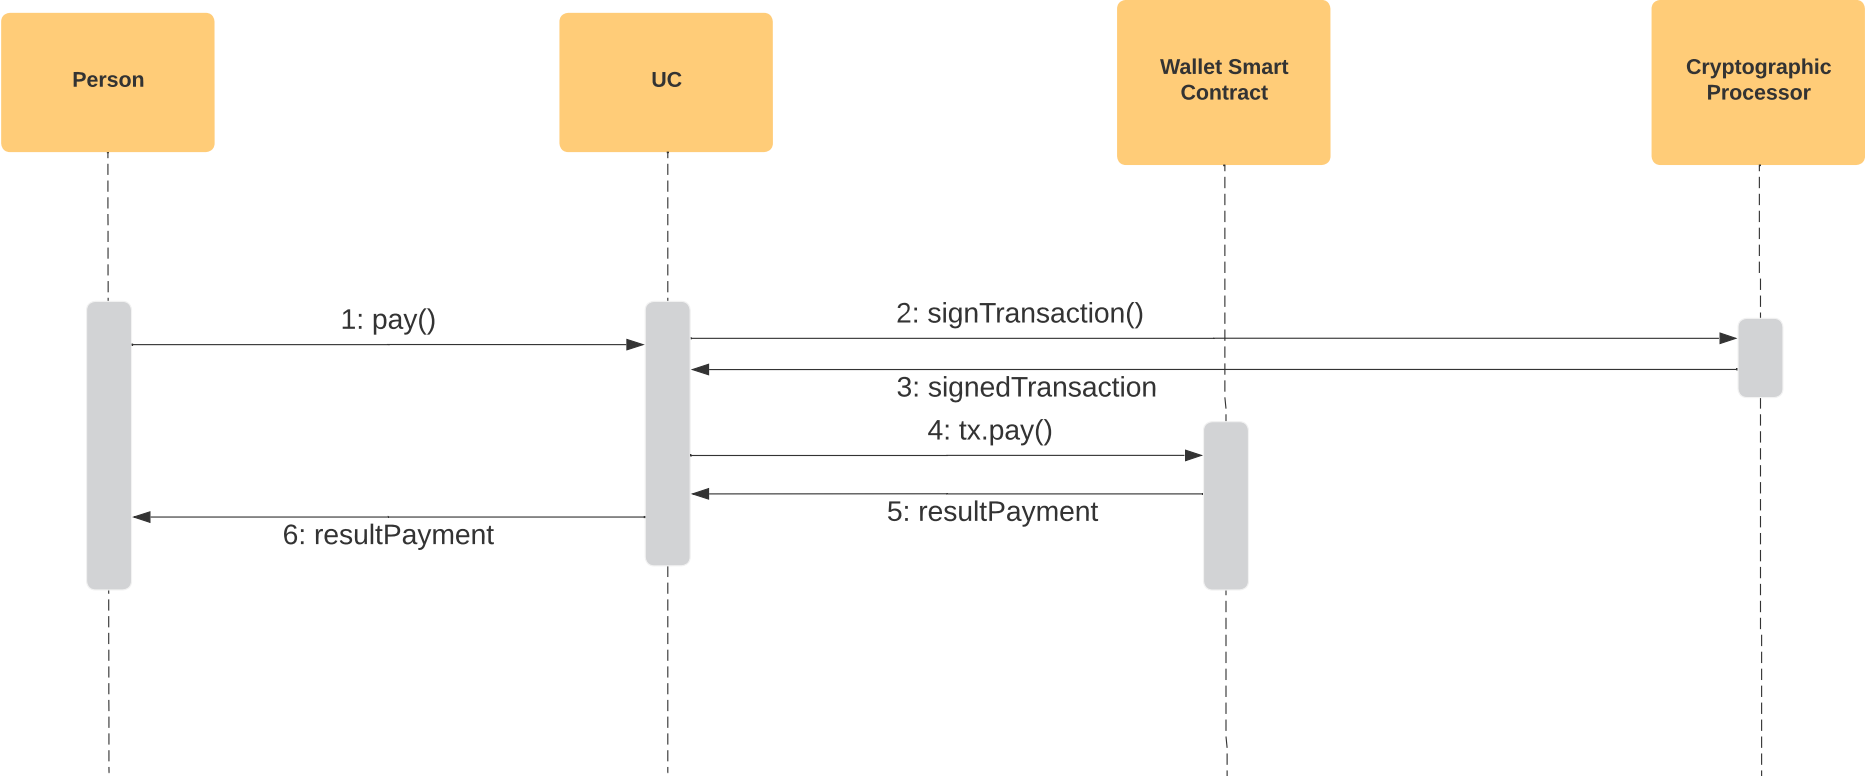 Person
UC
Wallet Smart
Contract
Cryptographic
Processor
1: pay()
2: signTransaction()
3: signedTransaction
4: tx.pay()
5: resultPayment
6: resultPayment